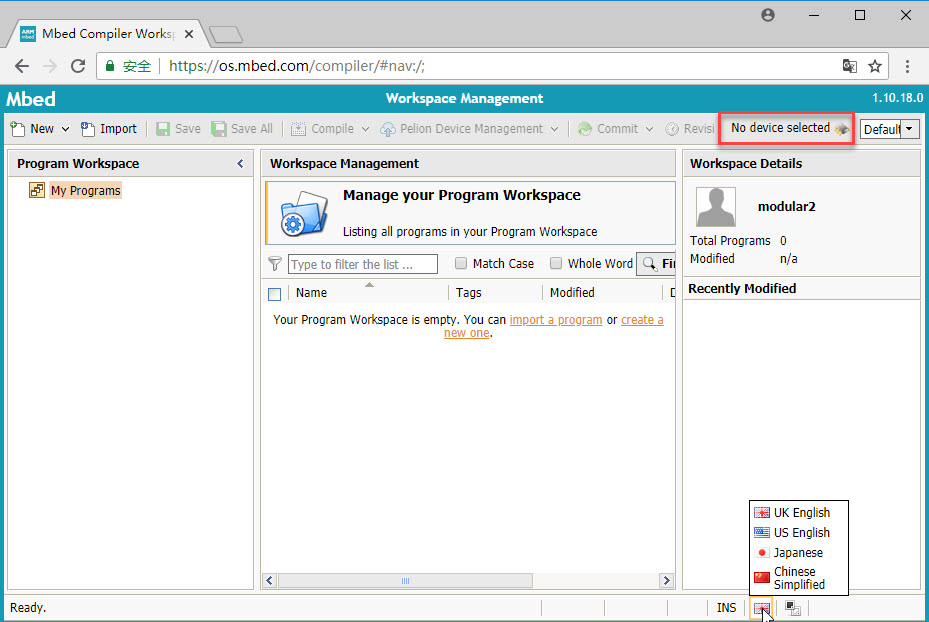 ARM mbed Mbed Compiler Works
安全 https://os.mbed.com/compiler/#nav:/;
Mbed Workspace Management 1.10.18.0
New Import Save Save All Compile Pelion Device Management Commit Revisi No device selected Default
Program Workspace
My Programs
Workspace Management
Manage your Program Workspace
Listing all programs in your Program Workspace
Type to filter the list ... Match Case Whole Word Fi
Name Tags Modified
Your Program Workspace is empty. You can import a program or create a
new one.
Workspace Details
modular2
Total Programs 0
Modified n/a
Recently Modified
UK English
US English
Japanese
Chinese
Simplified
Ready. INS